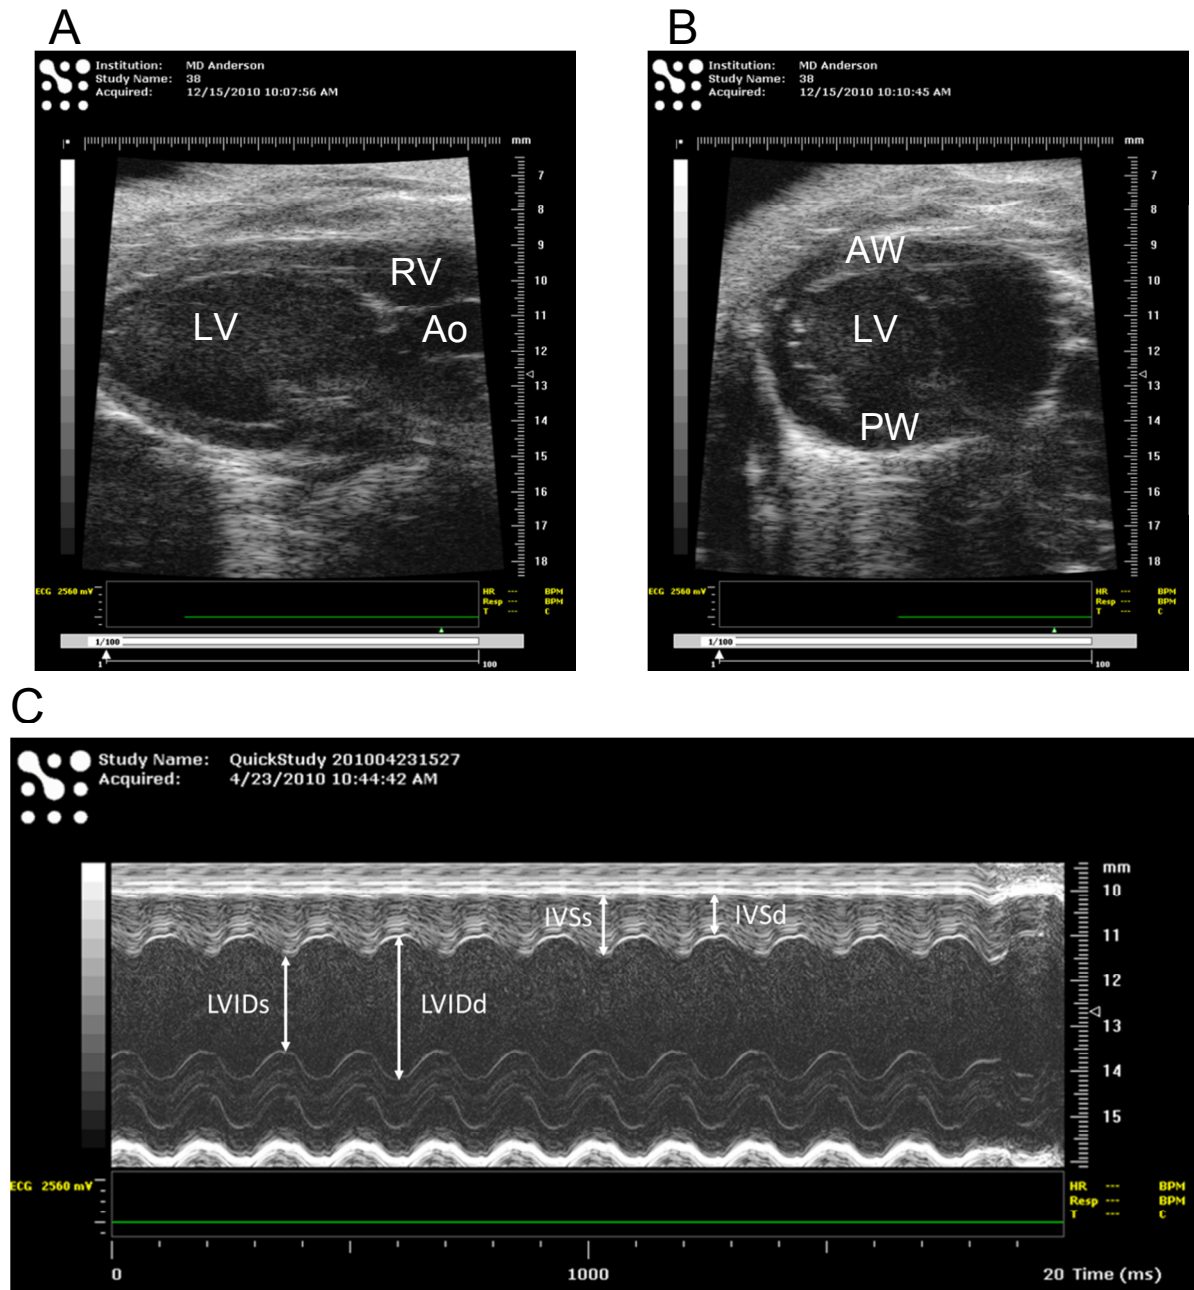 A
Institution: MD Anderson
Study Name: 38
Acquired: 12/15/2010 10:07:56 AM
mm
7
8
9
10
11
12
13
14
15
16
17
18
RV
LV
Ao
ECG 2560 mV
HR --- BPM
Resp --- BPM
T --- C
1/100
1
100
B
Institution: MD Anderson
Study Name: 38
Acquired: 12/15/2010 10:10:45 AM
mm
7
8
9
10
11
12
13
14
15
16
17
18
AW
LV
PW
ECG 2560 mV
HR --- BPM
Resp --- BPM
T --- C
1/100
1
100
C
Study Name: QuickStudy 201004231527
Acquired: 4/23/2010 10:44:42 AM
mm
10
11
12
13
14
15
IVSs
IVSd
LVIDs
LVIDd
ECG 2560 mV
HR --- BPM
Resp --- BPM
T --- C
0 1000 20 Time (ms)